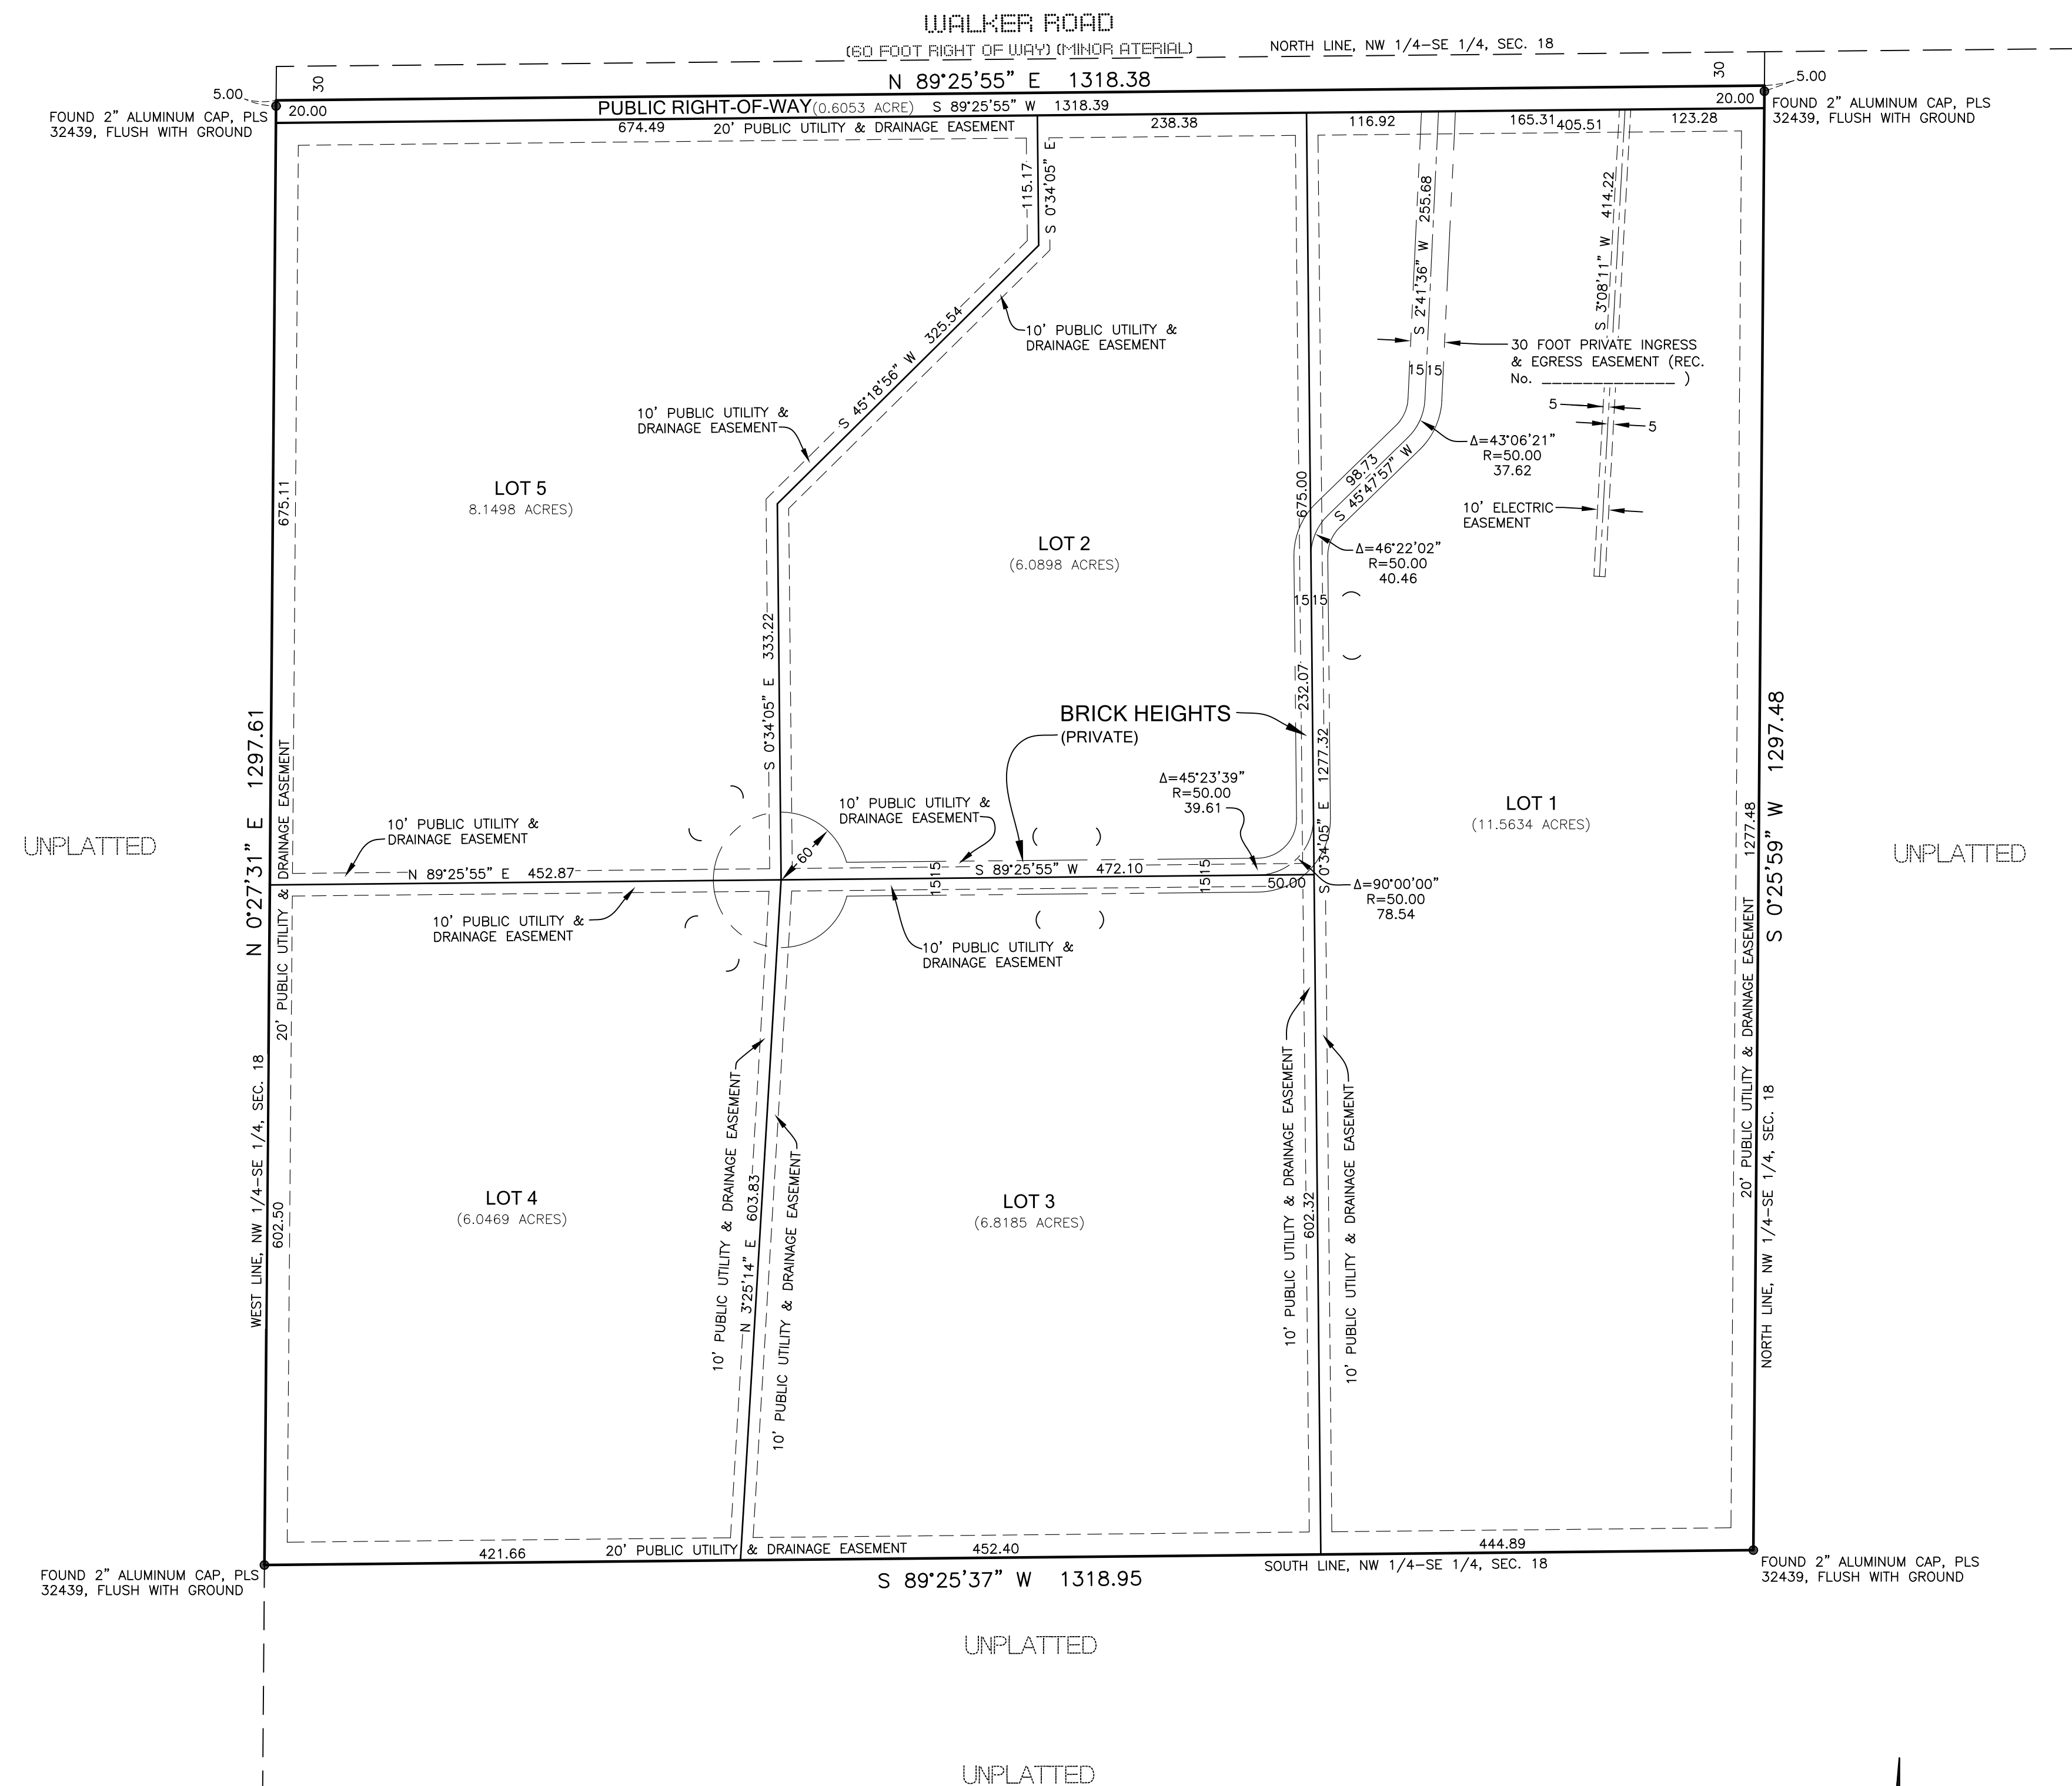 WALKER ROAD
(60 FOOT RIGHT OF WAY) (MINOR ATERIAL)
NORTH LINE, NW 1/4-SE 1/4, SEC. 18
30
N 89°25'55" E 1318.38
30
5.00
5.00
20.00
PUBLIC RIGHT-OF-WAY (0.6053 ACRE) S 89°25'55" W 1318.39
20.00
FOUND 2" ALUMINUM CAP, PLS
32439, FLUSH WITH GROUND
FOUND 2" ALUMINUM CAP, PLS
32439, FLUSH WITH GROUND
674.49
20' PUBLIC UTILITY & DRAINAGE EASEMENT
238.38
116.92
165.31
405.51
123.28
115.17
S 0°34'05" E
S 2°41'36" W 255.68
S 3°08'11" W 414.22
10' PUBLIC UTILITY &
DRAINAGE EASEMENT
30 FOOT PRIVATE INGRESS
& EGRESS EASEMENT (REC.
No. _____________ )
S 45°18'56" W 325.54
15
15
5
5
10' PUBLIC UTILITY &
DRAINAGE EASEMENT
Δ=43°06'21"
R=50.00
37.62
98.73
S 45°47'57" W
675.11
LOT 5
8.1498 ACRES)
675.00
10' ELECTRIC
EASEMENT
LOT 2
(6.0898 ACRES)
Δ=46°22'02"
R=50.00
40.46
15
15
S 0°34'05" E 333.22
232.07
BRICK HEIGHTS
(PRIVATE)
S 0°34'05" E 1277.32
N 0°27'31" E 1297.61
S 0°25'59" W 1297.48
Δ=45°23'39"
R=50.00
39.61
LOT 1
(11.5634 ACRES)
1277.48
10' PUBLIC UTILITY &
DRAINAGE EASEMENT
10' PUBLIC UTILITY &
DRAINAGE EASEMENT
UNPLATTED
UNPLATTED
60
N 89°25'55" E 452.87
15
15
S 89°25'55" W 472.10
15
15
50.00
Δ=90°00'00"
R=50.00
78.54
10' PUBLIC UTILITY &
DRAINAGE EASEMENT
10' PUBLIC UTILITY &
DRAINAGE EASEMENT
20' PUBLIC UTILITY & DRAINAGE EASEMENT
20' PUBLIC UTILITY & DRAINAGE EASEMENT
WEST LINE, NW 1/4-SE 1/4, SEC. 18
NORTH LINE, NW 1/4-SE 1/4, SEC. 18
602.50
10' PUBLIC UTILITY & DRAINAGE EASEMENT
N 3°25'14" E 603.83
10' PUBLIC UTILITY & DRAINAGE EASEMENT
10' PUBLIC UTILITY & DRAINAGE EASEMENT
602.32
10' PUBLIC UTILITY & DRAINAGE EASEMENT
LOT 4
(6.0469 ACRES)
LOT 3
(6.8185 ACRES)
421.66
20' PUBLIC UTILITY & DRAINAGE EASEMENT
452.40
444.89
SOUTH LINE, NW 1/4-SE 1/4, SEC. 18
S 89°25'37" W 1318.95
FOUND 2" ALUMINUM CAP, PLS
32439, FLUSH WITH GROUND
FOUND 2" ALUMINUM CAP, PLS
32439, FLUSH WITH GROUND
UNPLATTED
UNPLATTED